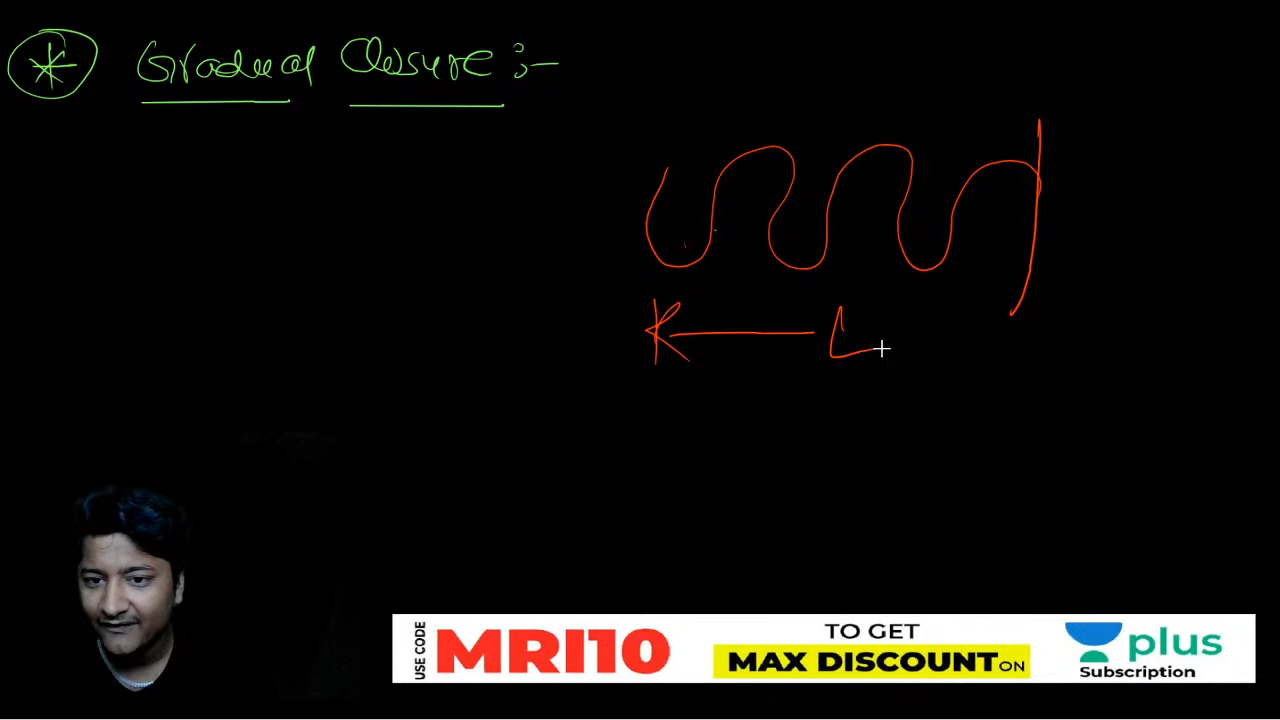 * Gradual Closure :-
L
USE CODE
MRI10
TO GET
MAX DISCOUNT ON
plus
Subscription